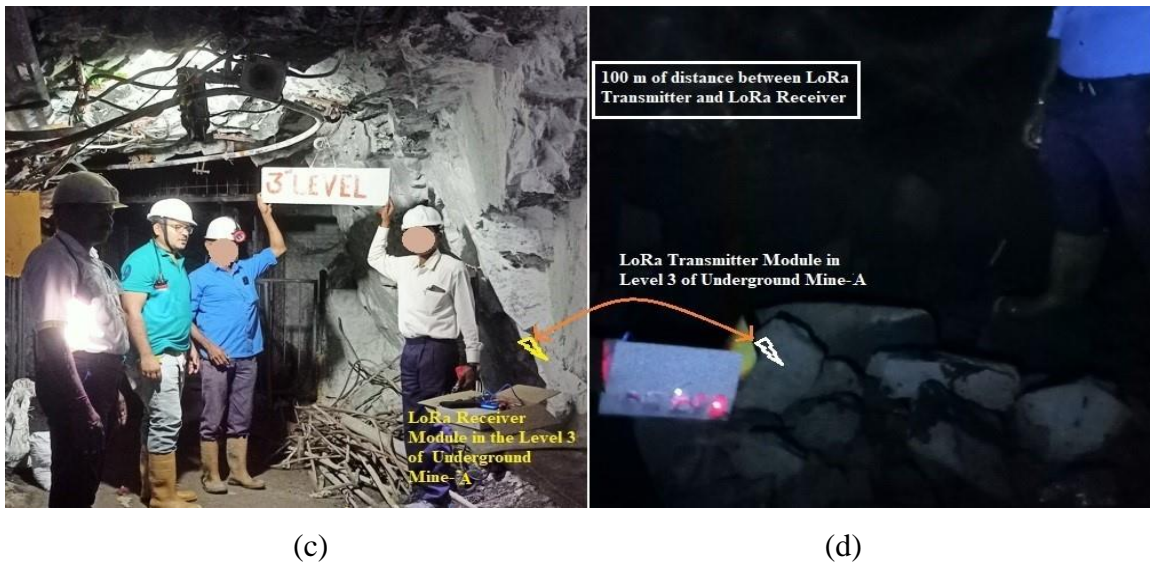 3rd LEVEL
LoRa Receiver
Module in the Level 3
of Underground
Mine- A
100 m of distance between LoRa
Transmitter and LoRa Receiver
LoRa Transmitter Module in
Level 3 of Underground Mine-A
(c)
(d)